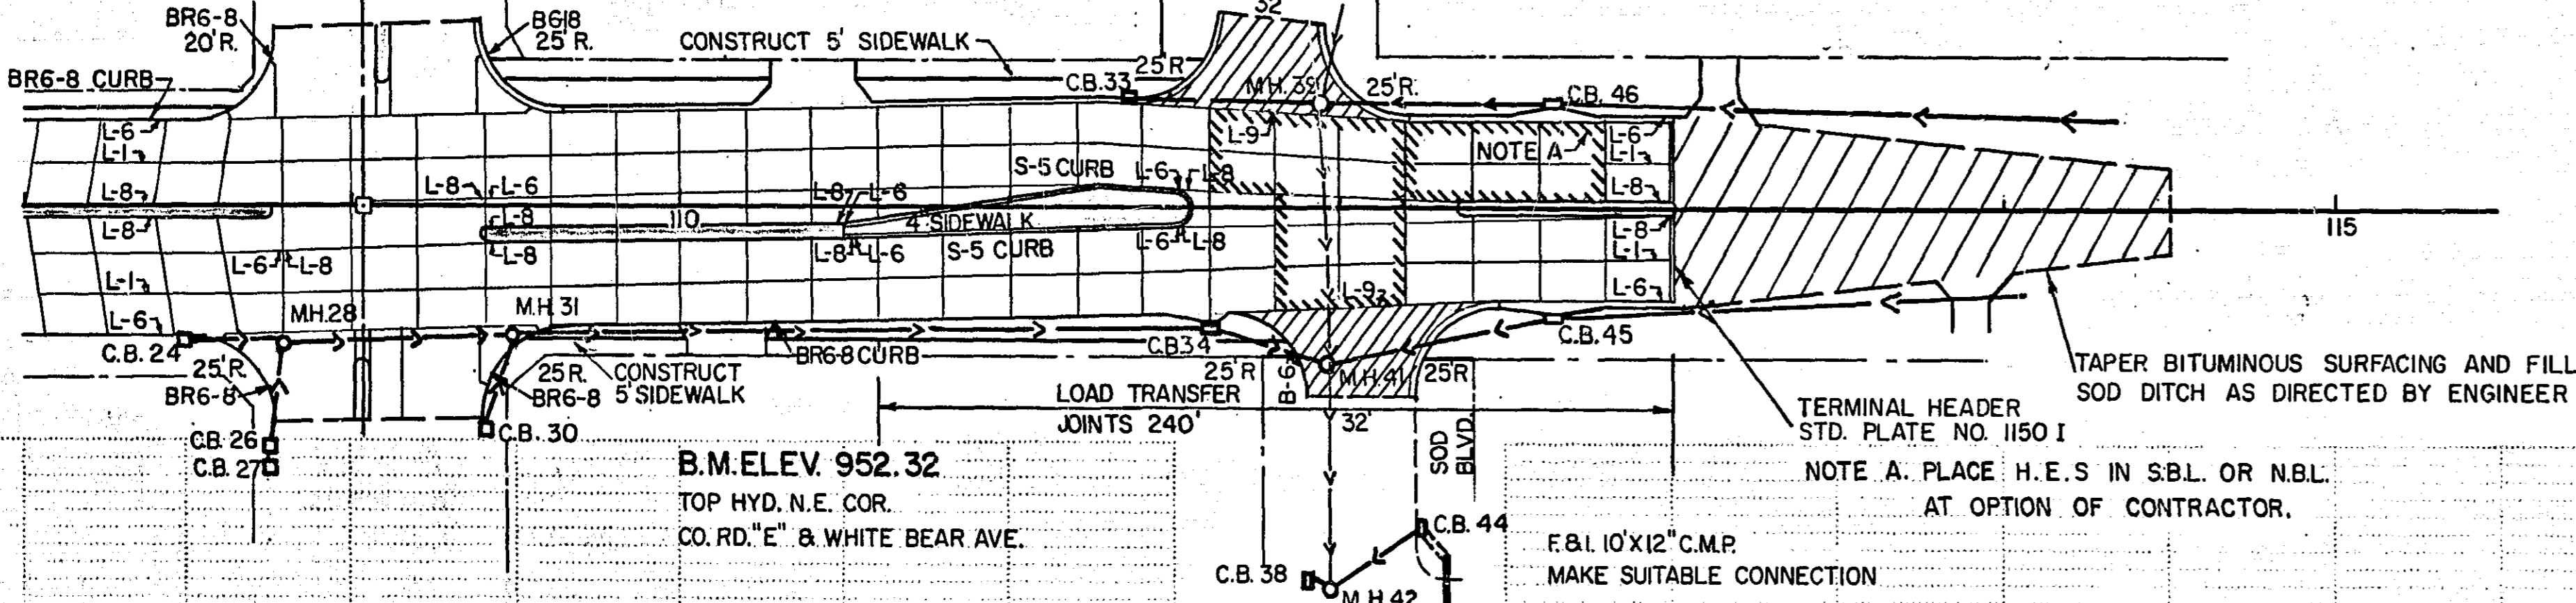 BR6-8
20'R.
B618
25'R.
CONSTRUCT 5' SIDEWALK
32'
BR6-8 CURB
25'R
C.B. 33
M.H. 39
25'R.
C.B. 46
L-6
L-1
L-9
NOTE A
L-6
L-1
S-5 CURB
L-6
L-8
L-8
L-8
L-6
L-8
L-6
L-8
L-8
110
4' SIDEWALK
115
L-8
L-8
L-8
L-6
S-5 CURB
L-6
L-8
L-8
L-1
L-6
L-8
L-1
L-9
L-6
L-6
M.H.28
M.H.31
C.B. 24
BR6-8 CURB
C.B.34
C.B. 45
25'R.
BR6-8
25'R.
CONSTRUCT
5' SIDEWALK
BR6-8
25'R
B-6
M.H.41
25'R
TAPER BITUMINOUS SURFACING AND FILL
SOD DITCH AS DIRECTED BY ENGINEER
LOAD TRANSFER
JOINTS 240'
32'
TERMINAL HEADER
STD. PLATE NO. 1150 I
C.B. 26
C.B. 27
C.B. 30
SOD
BLVD.
B.M. ELEV. 952.32
TOP HYD. N.E. COR.
CO. RD. "E" & WHITE BEAR AVE.
NOTE A. PLACE H.E.S IN S.B.L. OR N.B.L.
AT OPTION OF CONTRACTOR.
C.B. 44
F.&I. 10'X12" C.M.P.
MAKE SUITABLE CONNECTION
C.B. 38
M.H.42